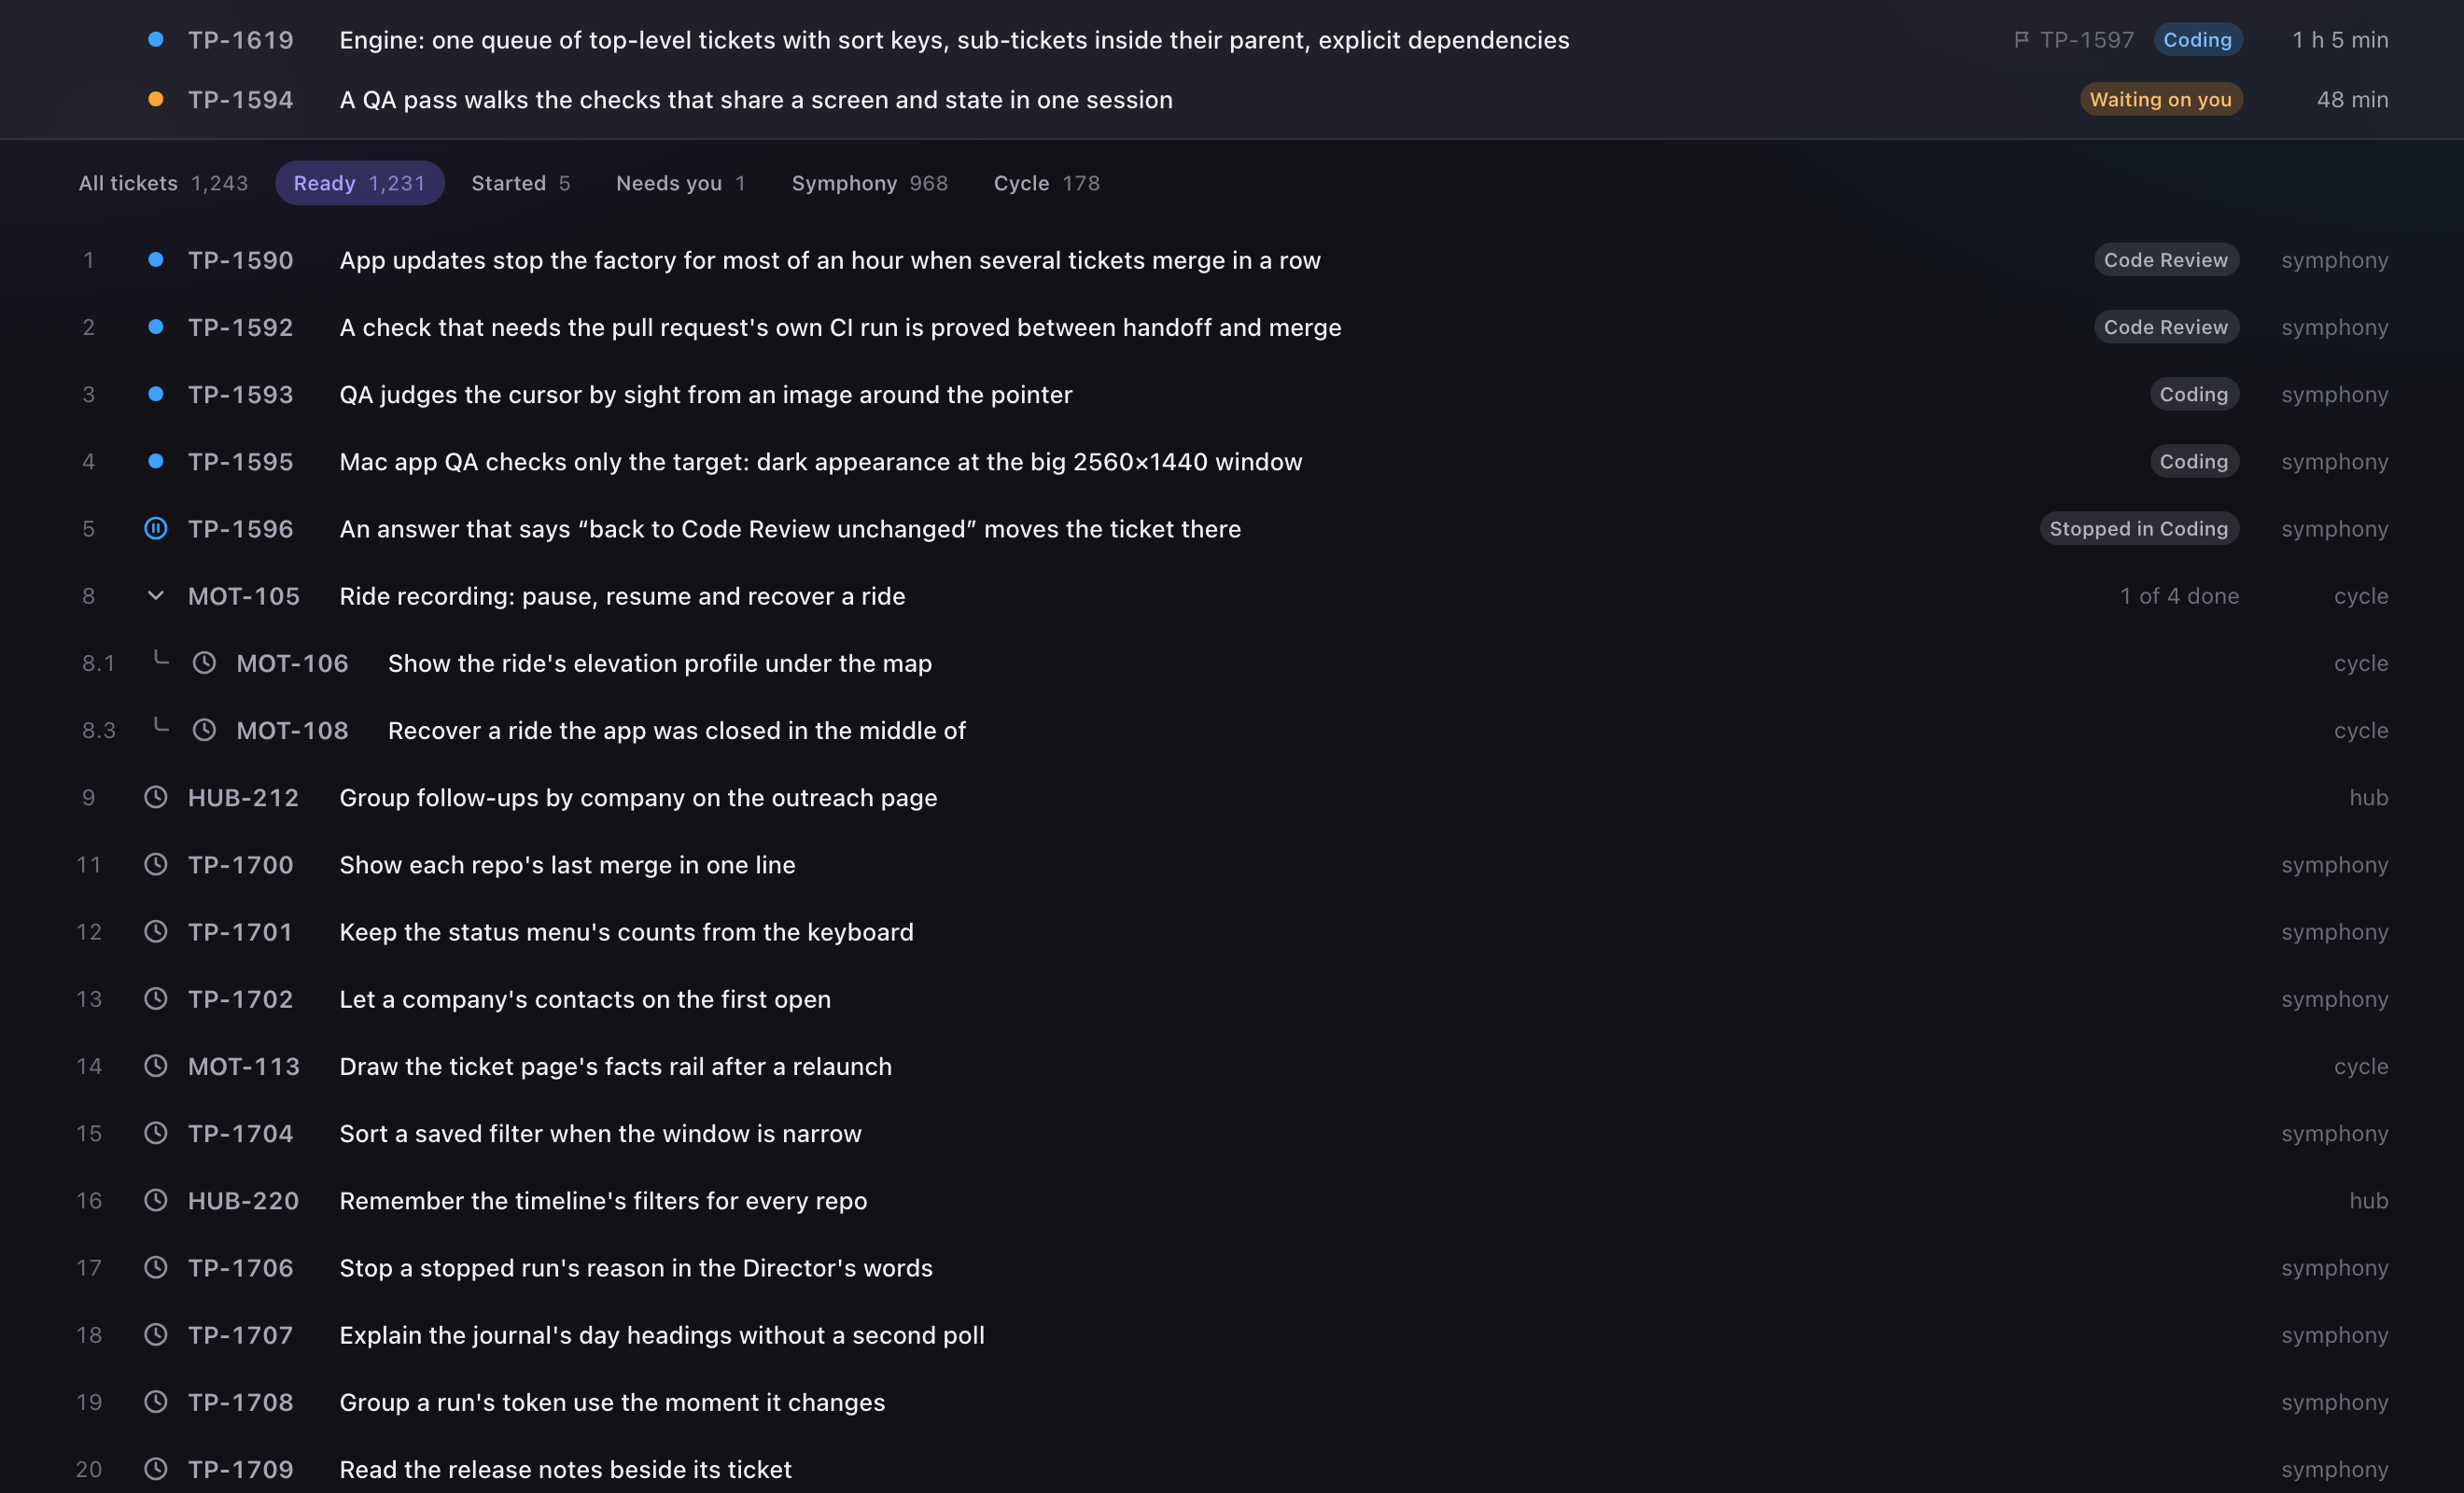 TP-1619 Engine: one queue of top-level tickets with sort keys, sub-tickets inside their parent, explicit dependencies TP-1597 Coding 1 h 5 min
TP-1594 A QA pass walks the checks that share a screen and state in one session Waiting on you 48 min
All tickets 1,243 Ready 1,231 Started 5 Needs you 1 Symphony 968 Cycle 178
1 TP-1590 App updates stop the factory for most of an hour when several tickets merge in a row Code Review symphony
2 TP-1592 A check that needs the pull request's own CI run is proved between handoff and merge Code Review symphony
3 TP-1593 QA judges the cursor by sight from an image around the pointer Coding symphony
4 TP-1595 Mac app QA checks only the target: dark appearance at the big 2560×1440 window Coding symphony
5 TP-1596 An answer that says “back to Code Review unchanged” moves the ticket there Stopped in Coding symphony
8 MOT-105 Ride recording: pause, resume and recover a ride 1 of 4 done cycle
8.1 MOT-106 Show the ride's elevation profile under the map cycle
8.3 MOT-108 Recover a ride the app was closed in the middle of cycle
9 HUB-212 Group follow-ups by company on the outreach page hub
11 TP-1700 Show each repo's last merge in one line symphony
12 TP-1701 Keep the status menu's counts from the keyboard symphony
13 TP-1702 Let a company's contacts on the first open symphony
14 MOT-113 Draw the ticket page's facts rail after a relaunch cycle
15 TP-1704 Sort a saved filter when the window is narrow symphony
16 HUB-220 Remember the timeline's filters for every repo hub
17 TP-1706 Stop a stopped run's reason in the Director's words symphony
18 TP-1707 Explain the journal's day headings without a second poll symphony
19 TP-1708 Group a run's token use the moment it changes symphony
20 TP-1709 Read the release notes beside its ticket symphony